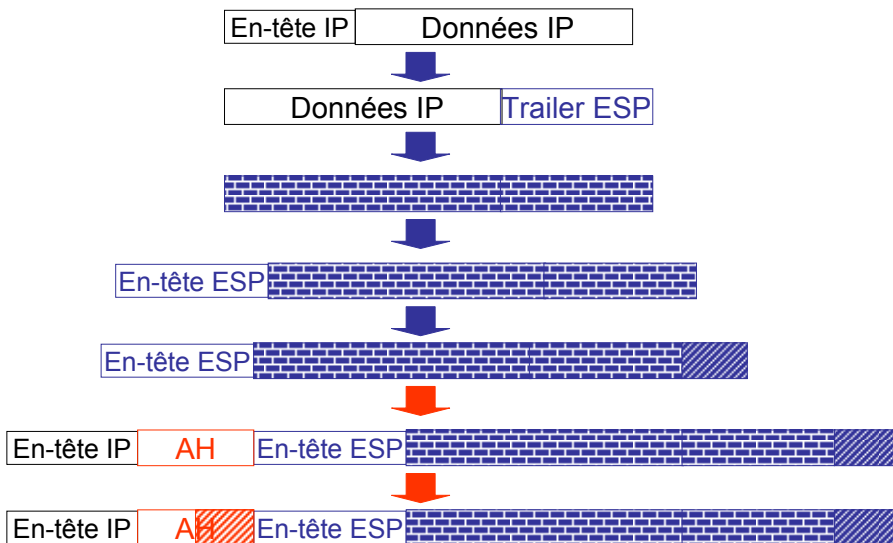 En-tête IP Données IP
Données IP Trailer ESP
En-tête ESP
En-tête ESP
En-tête IP AH En-tête ESP
En-tête IP AH En-tête ESP